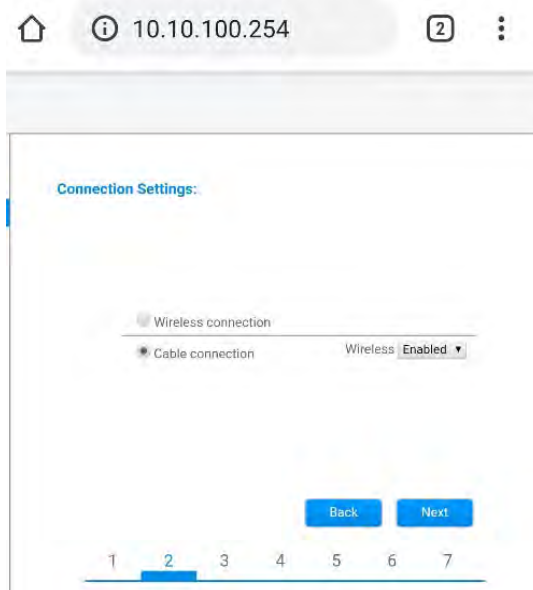 10.10.100.254 2
Connection Settings:
Wireless connection
Cable connection Wireless Enabled
Back Next
1 2 3 4 5 6 7